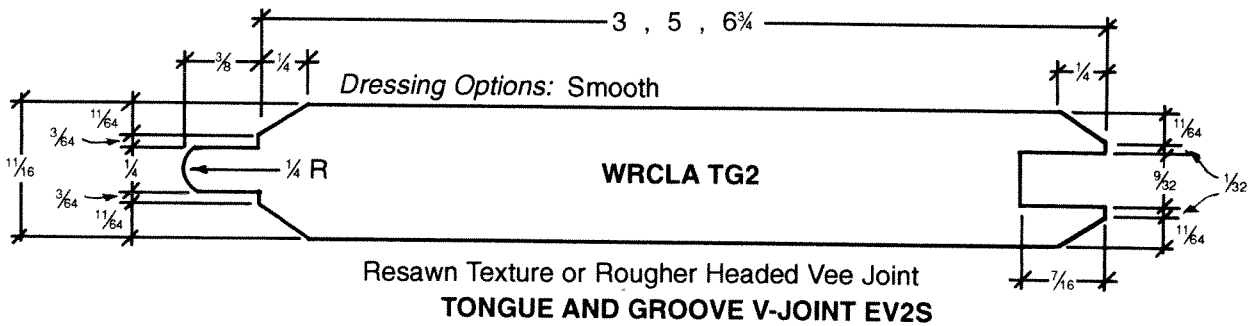 3 , 5 , 6¾
⅜ ¼ ¼
Dressing Options: Smooth
11/64 11/64
3/64
11/16 ¼ ¼ R WRCLA TG2 9/32 1/32
3/64
11/64 11/64
Resawn Texture or Rougher Headed Vee Joint 7/16
TONGUE AND GROOVE V-JOINT EV2S